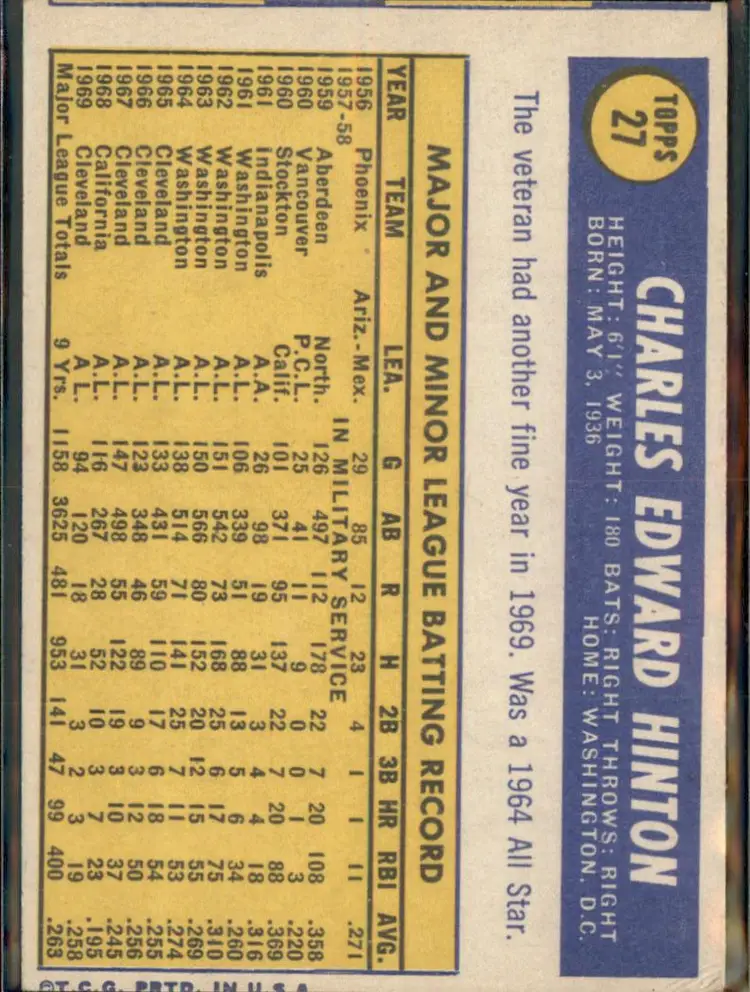 TOPPS
27
CHARLES EDWARD HINTON
HEIGHT: 6'1" WEIGHT: 180 BATS: RIGHT THROWS: RIGHT
BORN: MAY 3, 1936 HOME: WASHINGTON, D.C.
The veteran had another fine year in 1969. Was a 1964 All Star.
MAJOR AND MINOR LEAGUE BATTING RECORD
YEAR TEAM LEA. G AB R H 2B 3B HR RBI AVG.
1956 Phoenix Ariz.-Mex. 29 85 12 23 4 1 1 11 .271
1957-58 IN MILITARY SERVICE
1959 Aberdeen North. 126 497 112 178 22 7 20 108 .358
1960 Vancouver P.C.L. 25 41 11 9 0 0 1 3 .220
1960 Stockton Calif. 101 371 95 137 22 7 20 88 .369
1961 Indianapolis A.A. 26 98 19 31 3 4 4 18 .316
1961 Washington A.L. 106 339 51 88 13 5 6 34 .260
1962 Washington A.L. 151 542 73 168 25 6 17 75 .310
1963 Washington A.L. 150 566 80 152 20 12 15 55 .269
1964 Washington A.L. 138 514 71 141 25 7 11 53 .274
1965 Cleveland A.L. 133 431 59 110 17 6 18 54 .255
1966 Cleveland A.L. 123 348 46 89 9 3 12 50 .256
1967 Cleveland A.L. 147 498 55 122 19 3 10 37 .245
1968 California A.L. 116 267 28 52 10 3 7 23 .195
1969 Cleveland A.L. 94 120 18 31 3 2 3 19 .258
Major League Totals 9 Yrs. 1158 3625 481 953 141 47 99 400 .263
©T.C.G. PRTD. IN U.S.A.